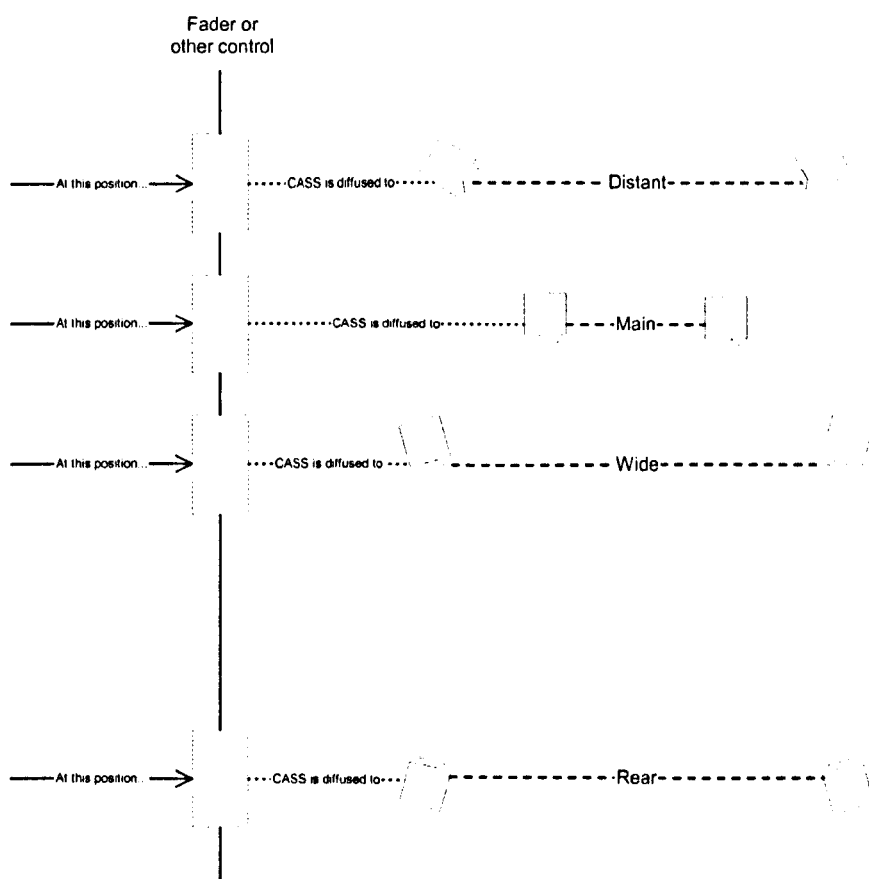 Fader or
other control
At this position... CASS is diffused to Distant
At this position... CASS is diffused to Main
At this position... CASS is diffused to Wide
At this position... CASS is diffused to Rear